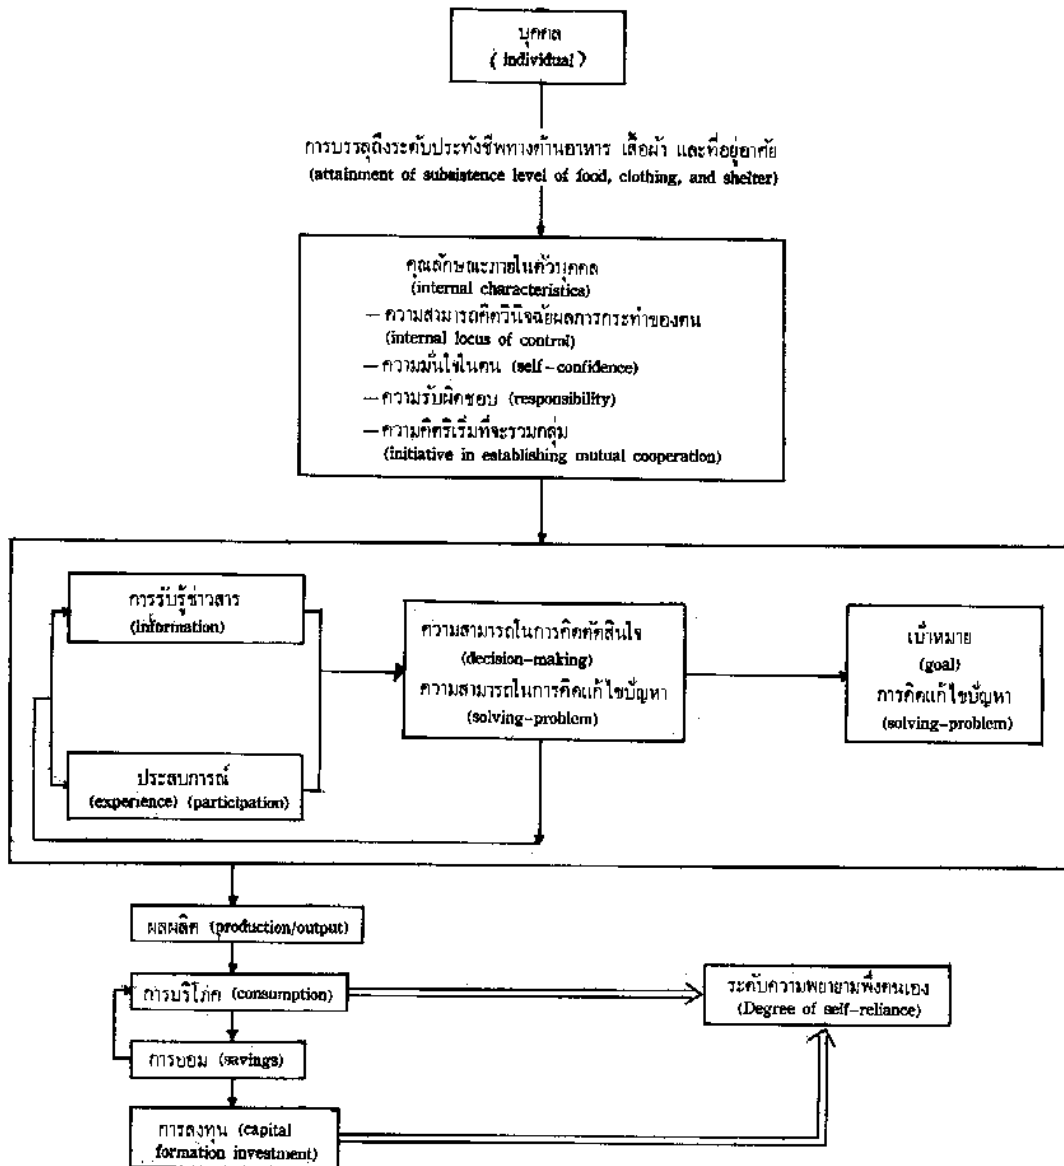 บุคคล
(individual)
การบรรลุถึงระดับประทังชีพทางด้านอาหาร เสื้อผ้า และที่อยู่อาศัย
(attainment of subsistence level of food, clothing, and shelter)
คุณลักษณะภายในตัวบุคคล
(internal characteristics)
—ความสามารถคิดวินิจฉัยผลการกระทำของตน
(internal locus of control)
—ความมั่นใจในตน (self-confidence)
—ความรับผิดชอบ (responsibility)
—ความคิดริเริ่มที่จะรวมกลุ่ม
(initiative in establishing mutual cooperation)
การรับรู้ข่าวสาร
(information)
ประสบการณ์
(experience) (participation)
ความสามารถในการคิดตัดสินใจ
(decision-making)
ความสามารถในการคิดแก้ไขปัญหา
(solving-problem)
เป้าหมาย
(goal)
การคิดแก้ไขปัญหา
(solving-problem)
ผลผลิต (production/output)
การบริโภค (consumption)
การออม (savings)
การลงทุน (capital
formation investment)
ระดับความพยายามพึ่งตนเอง
(Degree of self-reliance)